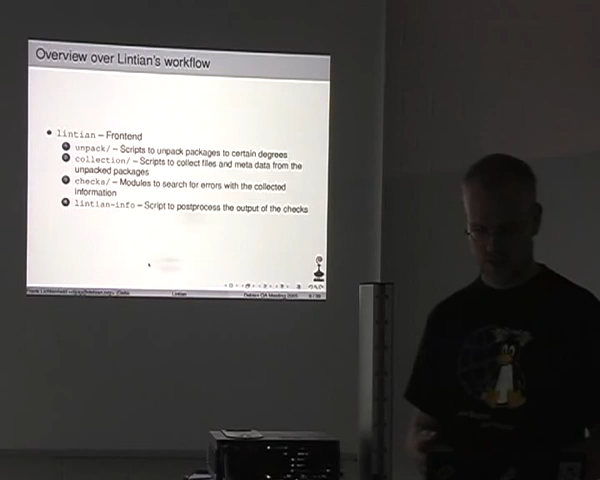 Overview over Lintian's workflow
lintian – Frontend
unpack/ – Scripts to unpack packages to certain degrees
collection/ – Scripts to collect files and meta data from the
unpacked packages
checks/ – Modules to search for errors with the collected
information
lintian-info – Script to postprocess the output of the checks
Lintian
Debian QA Meeting 2005